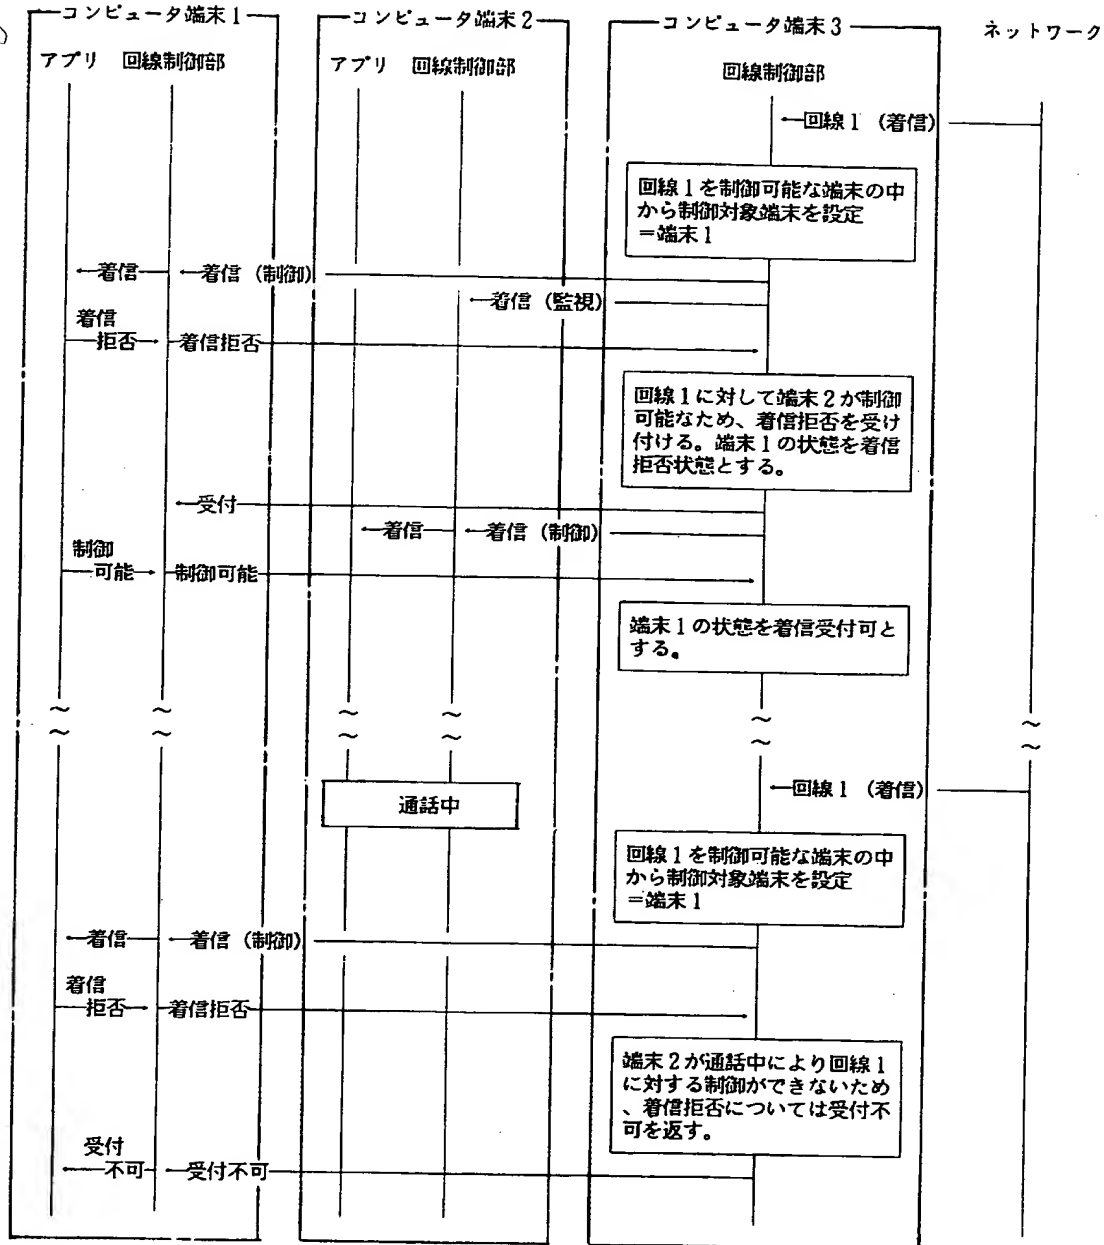 コンピュータ端末1
コンピュータ端末2
コンピュータ端末3
ネットワーク
アプリ 回線制御部
アプリ 回線制御部
回線制御部
回線1(着信)
回線1を制御可能な端末の中
から制御対象端末を設定
=端末1
着信
着信(制御)
着信(監視)
着信
拒否
着信拒否
回線1に対して端末2が制御
可能なため、着信拒否を受け
付ける。端末1の状態を着信
拒否状態とする。
受付
着信
着信(制御)
制御
可能
制御可能
端末1の状態を着信受付可と
する。
通話中
回線1(着信)
回線1を制御可能な端末の中
から制御対象端末を設定
=端末1
着信
着信(制御)
着信
拒否
着信拒否
端末2が通話中により回線1
に対する制御ができないため
、着信拒否については受付不
可を返す。
受付
不可
受付不可